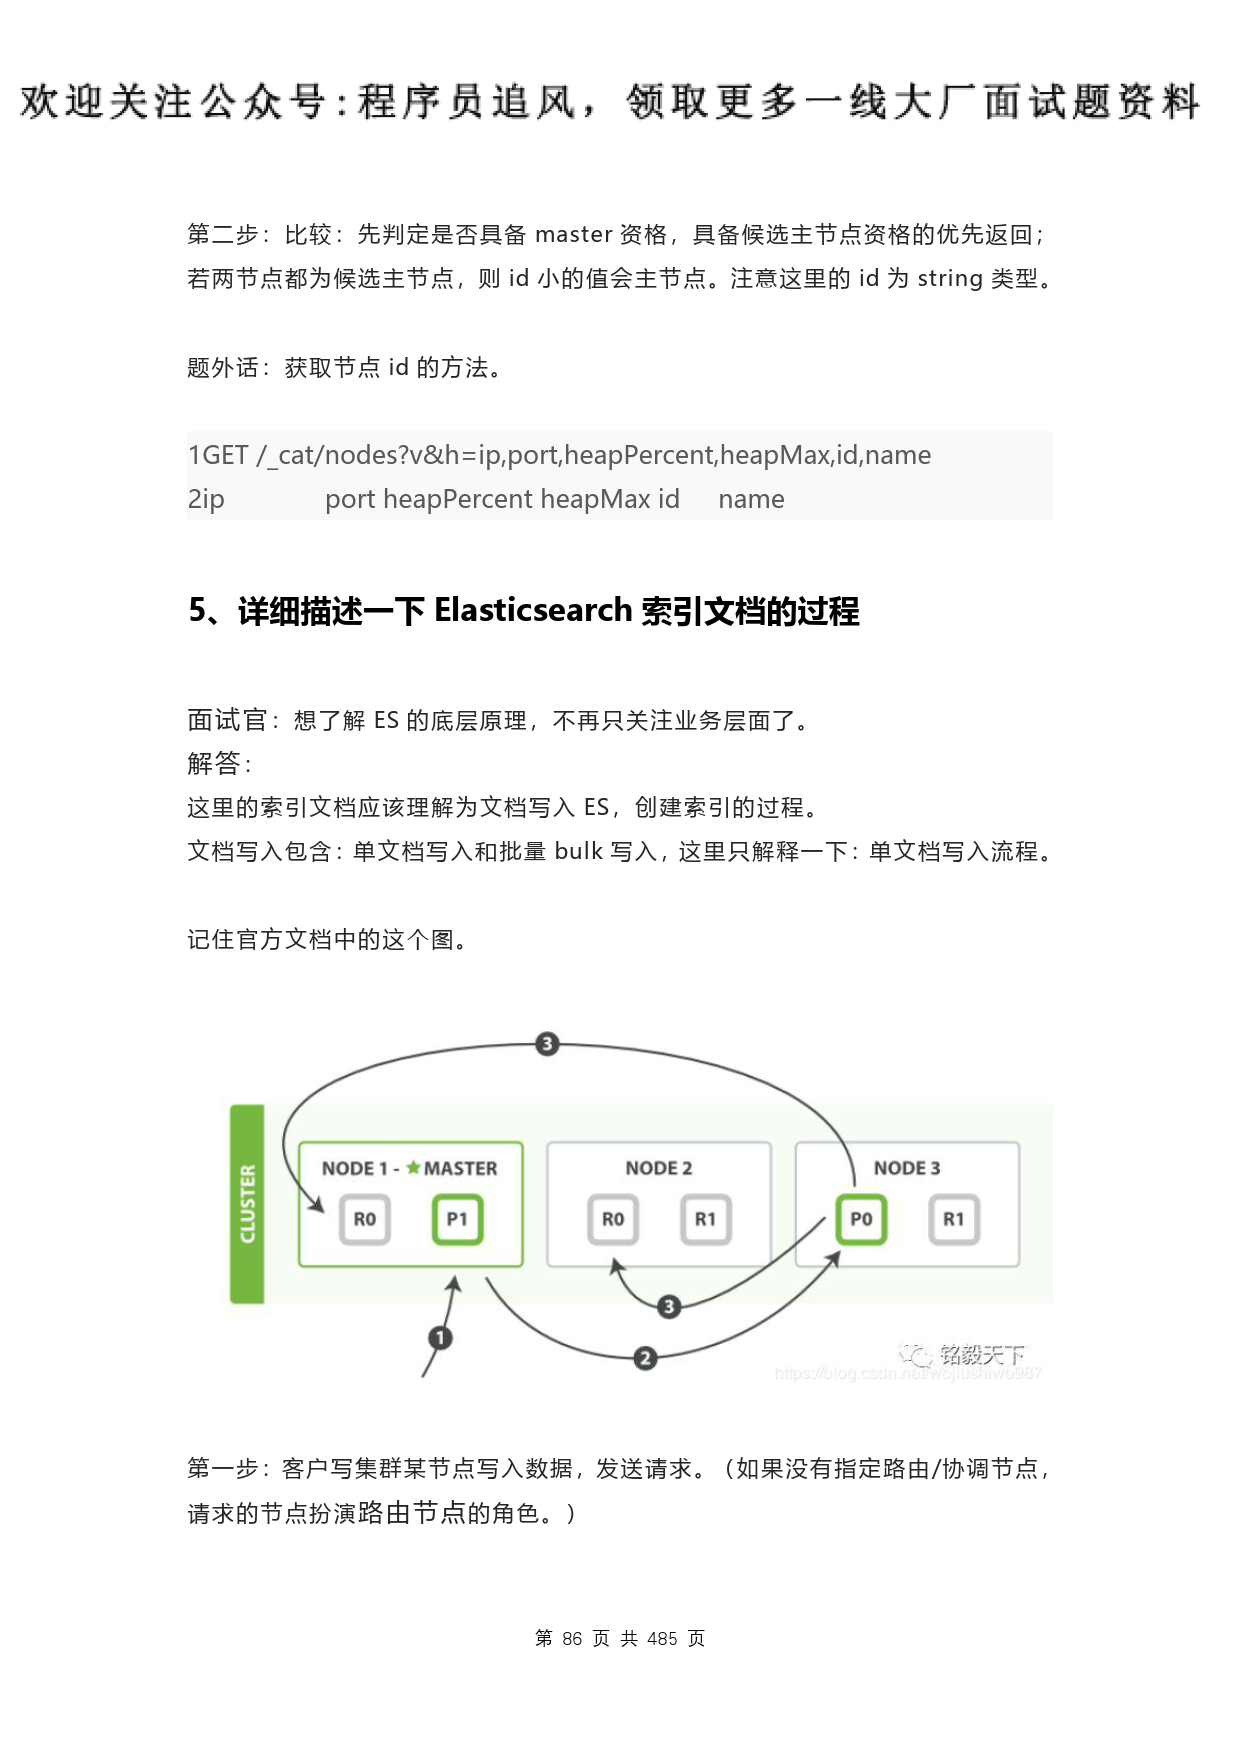 欢迎关注公众号:程序员追风，领取更多一线大厂面试题资料
第二步：比较：先判定是否具备 master 资格，具备候选主节点资格的优先返回；
若两节点都为候选主节点，则 id 小的值会主节点。注意这里的 id 为 string 类型。
题外话：获取节点 id 的方法。
1GET /_cat/nodes?v&h=ip,port,heapPercent,heapMax,id,name
2ip port heapPercent heapMax id name
5、详细描述一下 Elasticsearch 索引文档的过程
面试官：想了解 ES 的底层原理，不再只关注业务层面了。
解答：
这里的索引文档应该理解为文档写入 ES，创建索引的过程。
文档写入包含：单文档写入和批量 bulk 写入，这里只解释一下：单文档写入流程。
记住官方文档中的这个图。
3
CLUSTER
NODE 1 - ★ MASTER
R0 P1
NODE 2
R0 R1
NODE 3
P0 R1
3
1
2
铭毅天下
https://blog.csdn.net/wojiushiwo987
第一步：客户写集群某节点写入数据，发送请求。（如果没有指定路由/协调节点，
请求的节点扮演路由节点的角色。）
第 86 页 共 485 页